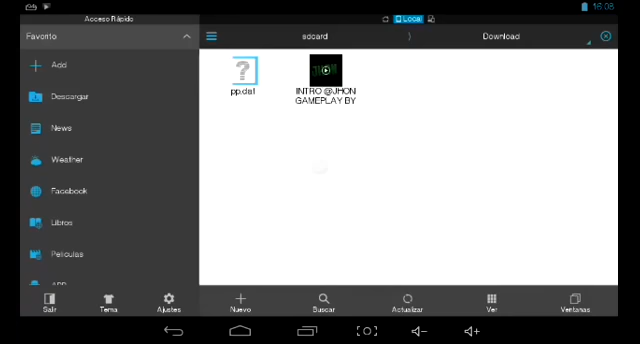 16:08
Acceso Rápido
Local
Favorito
sdcard
Download
Add
Descargar
News
Weather
Facebook
Libros
Películas
APP
pp.dat
INTRO @JHON
GAMEPLAY BY
Salir
Tema
Ajustes
Nuevo
Buscar
Actualizar
Ver
Ventanas